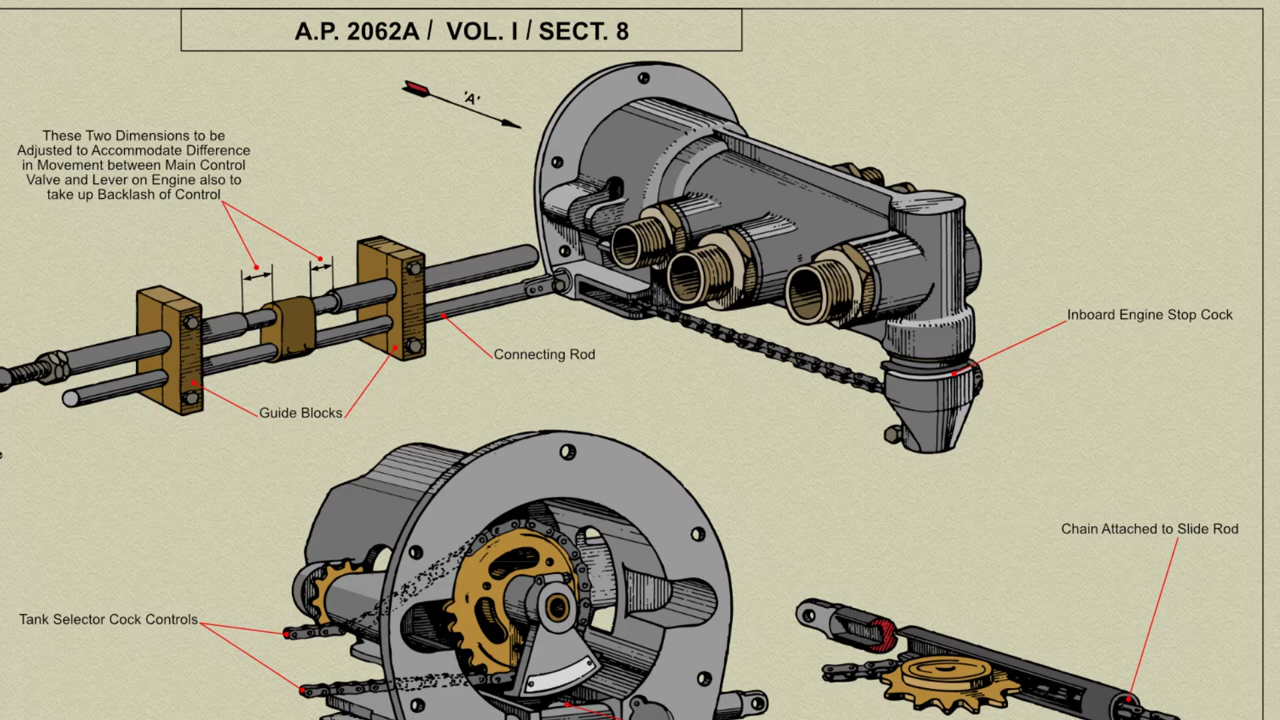 A.P. 2062A / VOL. I / SECT. 8
'A'
These Two Dimensions to be
Adjusted to Accommodate Difference
in Movement between Main Control
Valve and Lever on Engine also to
take up Backlash of Control
Inboard Engine Stop Cock
Connecting Rod
Guide Blocks
e
Chain Attached to Slide Rod
Tank Selector Cock Controls